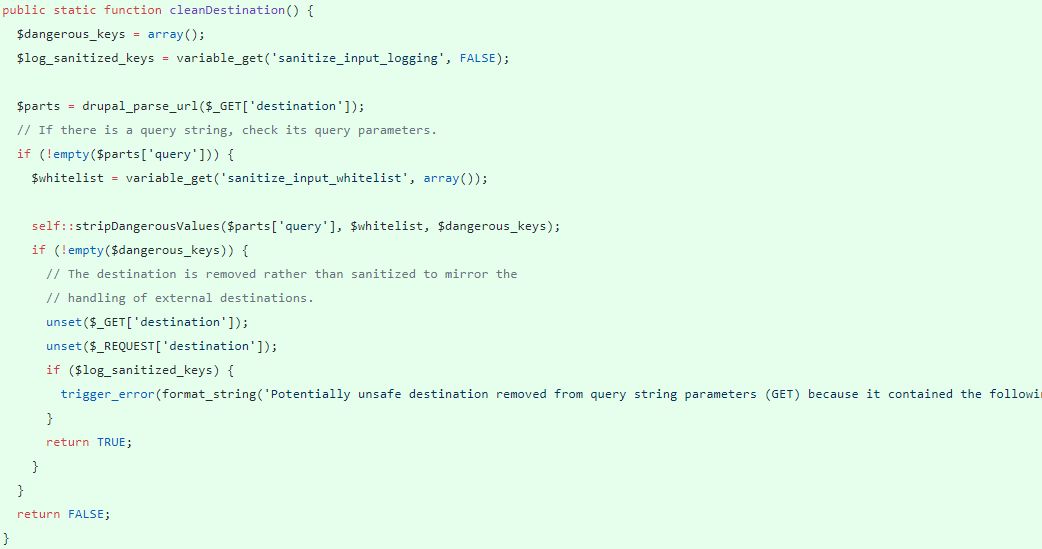 public static function cleanDestination() {
  $dangerous_keys = array();
  $log_sanitized_keys = variable_get('sanitize_input_logging', FALSE);

  $parts = drupal_parse_url($_GET['destination']);
  // If there is a query string, check its query parameters.
  if (!empty($parts['query'])) {
    $whitelist = variable_get('sanitize_input_whitelist', array());

    self::stripDangerousValues($parts['query'], $whitelist, $dangerous_keys);
    if (!empty($dangerous_keys)) {
      // The destination is removed rather than sanitized to mirror the
      // handling of external destinations.
      unset($_GET['destination']);
      unset($_REQUEST['destination']);
      if ($log_sanitized_keys) {
        trigger_error(format_string('Potentially unsafe destination removed from query string parameters (GET) because it contained the followi
      }
      return TRUE;
    }
  }
  return FALSE;
}